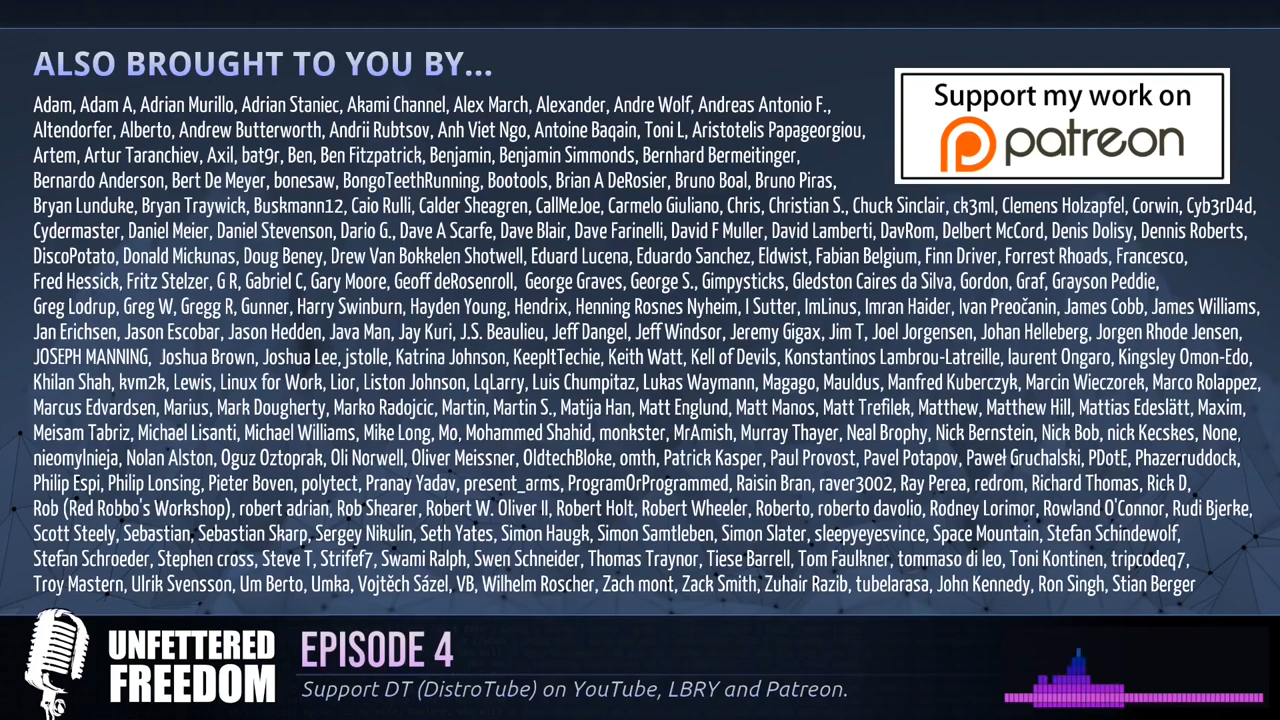 ALSO BROUGHT TO YOU BY...
Support my work on
patreon
Adam, Adam A, Adrian Murillo, Adrian Staniec, Akami Channel, Alex March, Alexander, Andre Wolf, Andreas Antonio F.,
Altendorfer, Alberto, Andrew Butterworth, Andrii Rubtsov, Anh Viet Ngo, Antoine Baqain, Toni L, Aristotelis Papageorgiou,
Artem, Artur Taranchiev, Axil, bat9r, Ben, Ben Fitzpatrick, Benjamin, Benjamin Simmonds, Bernhard Bermeitinger,
Bernardo Anderson, Bert De Meyer, bonesaw, BongoTeethRunning, Bootools, Brian A DeRosier, Bruno Boal, Bruno Piras,
Bryan Lunduke, Bryan Traywick, Buskmann12, Caio Rulli, Calder Sheagren, CallMeJoe, Carmelo Giuliano, Chris, Christian S., Chuck Sinclair, ck3ml, Clemens Holzapfel, Corwin, Cyb3rD4d,
Cydermaster, Daniel Meier, Daniel Stevenson, Dario G., Dave A Scarfe, Dave Blair, Dave Farinelli, David F Muller, David Lamberti, DavRom, Delbert McCord, Denis Dolisy, Dennis Roberts,
DiscoPotato, Donald Mickunas, Doug Beney, Drew Van Bokkelen Shotwell, Eduard Lucena, Eduardo Sanchez, Eldwist, Fabian Belgium, Finn Driver, Forrest Rhoads, Francesco,
Fred Hessick, Fritz Stelzer, G R, Gabriel C, Gary Moore, Geoff deRosenroll, George Graves, George S., Gimpysticks, Gledston Caires da Silva, Gordon, Graf, Grayson Peddie,
Greg Lodrup, Greg W, Gregg R, Gunner, Harry Swinburn, Hayden Young, Hendrix, Henning Rosnes Nyheim, I Sutter, ImLinus, Imran Haider, Ivan Preočanin, James Cobb, James Williams,
Jan Erichsen, Jason Escobar, Jason Hedden, Java Man, Jay Kuri, J.S. Beaulieu, Jeff Dangel, Jeff Windsor, Jeremy Gigax, Jim T, Joel Jorgensen, Johan Helleberg, Jorgen Rhode Jensen,
JOSEPH MANNING, Joshua Brown, Joshua Lee, jstolle, Katrina Johnson, KeepItTechie, Keith Watt, Kell of Devils, Konstantinos Lambrou-Latreille, laurent Ongaro, Kingsley Omon-Edo,
Khilan Shah, kvm2k, Lewis, Linux for Work, Lior, Liston Johnson, LqLarry, Luis Chumpitaz, Lukas Waymann, Magago, Mauldus, Manfred Kuberczyk, Marcin Wieczorek, Marco Rolappez,
Marcus Edvardsen, Marius, Mark Dougherty, Marko Radojcic, Martin, Martin S., Matija Han, Matt Englund, Matt Manos, Matt Trefilek, Matthew, Matthew Hill, Mattias Edeslätt, Maxim,
Meisam Tabriz, Michael Lisanti, Michael Williams, Mike Long, Mo, Mohammed Shahid, monkster, MrAmish, Murray Thayer, Neal Brophy, Nick Bernstein, Nick Bob, nick Kecskes, None,
nieomylnieja, Nolan Alston, Oguz Oztoprak, Oli Norwell, Oliver Meissner, OldtechBloke, omth, Patrick Kasper, Paul Provost, Pavel Potapov, Paweł Gruchalski, PDotE, Phazerruddock,
Philip Espi, Philip Lonsing, Pieter Boven, polytect, Pranay Yadav, present_arms, ProgramOrProgrammed, Raisin Bran, raver3002, Ray Perea, redrom, Richard Thomas, Rick D,
Rob (Red Robbo's Workshop), robert adrian, Rob Shearer, Robert W. Oliver II, Robert Holt, Robert Wheeler, Roberto, roberto davolio, Rodney Lorimor, Rowland O'Connor, Rudi Bjerke,
Scott Steely, Sebastian, Sebastian Skarp, Sergey Nikulin, Seth Yates, Simon Haugk, Simon Samtleben, Simon Slater, sleepyeyesvince, Space Mountain, Stefan Schindewolf,
Stefan Schroeder, Stephen cross, Steve T, Strifef7, Swami Ralph, Swen Schneider, Thomas Traynor, Tiese Barrell, Tom Faulkner, tommaso di leo, Toni Kontinen, tripcodeq7,
Troy Mastern, Ulrik Svensson, Um Berto, Umka, Vojtěch Sázel, VB, Wilhelm Roscher, Zach mont, Zack Smith, Zuhair Razib, tubelarasa, John Kennedy, Ron Singh, Stian Berger
UNFETTERED
FREEDOM
EPISODE 4
Support DT (DistroTube) on YouTube, LBRY and Patreon.